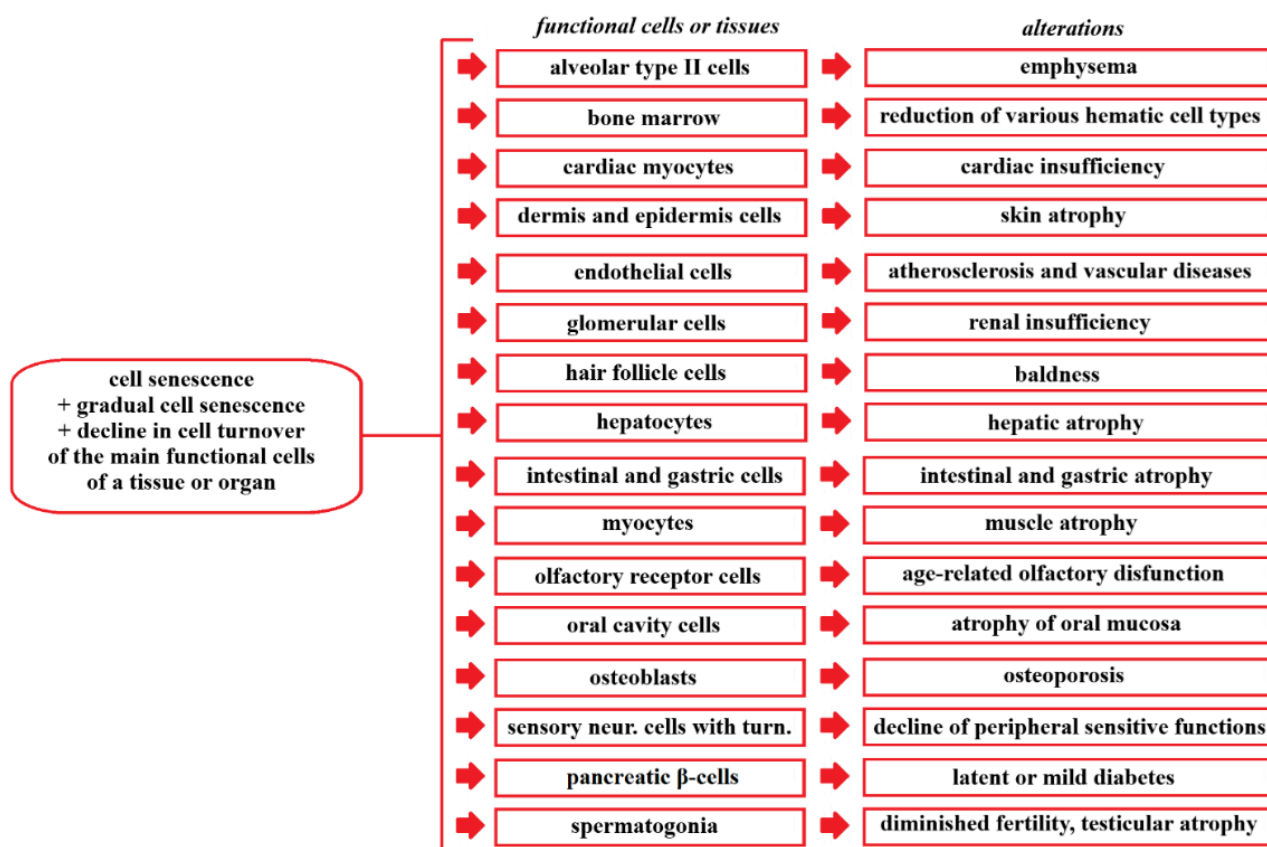 functional cells or tissues
alterations
alveolar type II cells
emphysema
bone marrow
reduction of various hematic cell types
cardiac myocytes
cardiac insufficiency
dermis and epidermis cells
skin atrophy
endothelial cells
atherosclerosis and vascular diseases
glomerular cells
renal insufficiency
cell senescence
+ gradual cell senescence
+ decline in cell turnover
of the main functional cells
of a tissue or organ
hair follicle cells
baldness
hepatocytes
hepatic atrophy
intestinal and gastric cells
intestinal and gastric atrophy
myocytes
muscle atrophy
olfactory receptor cells
age-related olfactory disfunction
oral cavity cells
atrophy of oral mucosa
osteoblasts
osteoporosis
sensory neur. cells with turn.
decline of peripheral sensitive functions
pancreatic β-cells
latent or mild diabetes
spermatogonia
diminished fertility, testicular atrophy